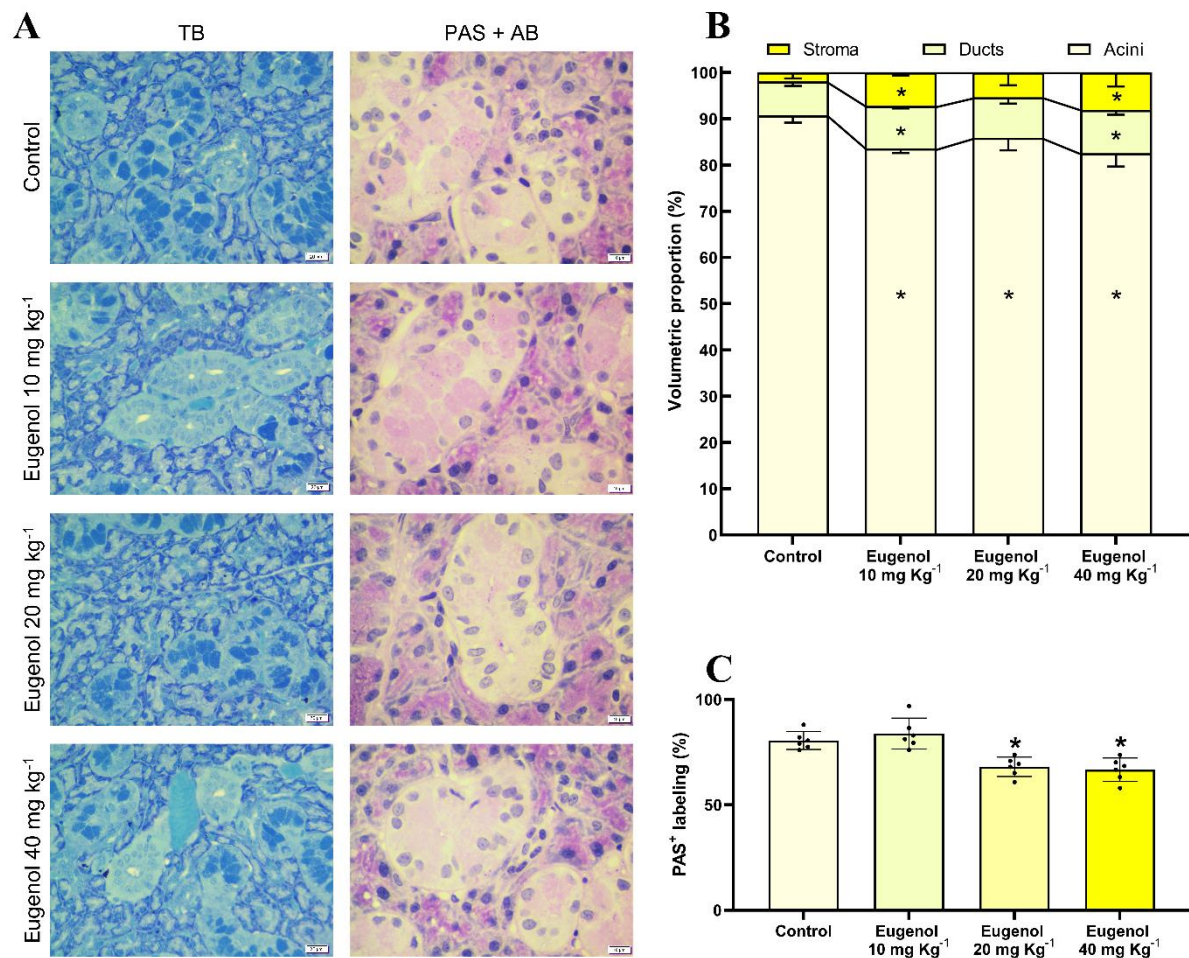 A
TB
PAS + AB
Control
Eugenol 10 mg kg⁻¹
Eugenol 20 mg kg⁻¹
Eugenol 40 mg kg⁻¹
B
Stroma Ducts Acini
Volumetric proportion (%)
100
90
80
70
60
50
40
30
20
10
0
*
*
*
*
*
*
*
Control
Eugenol
10 mg Kg⁻¹
Eugenol
20 mg Kg⁻¹
Eugenol
40 mg Kg⁻¹
C
PAS⁺ labeling (%)
100
50
0
*
*
Control
Eugenol
10 mg Kg⁻¹
Eugenol
20 mg Kg⁻¹
Eugenol
40 mg Kg⁻¹